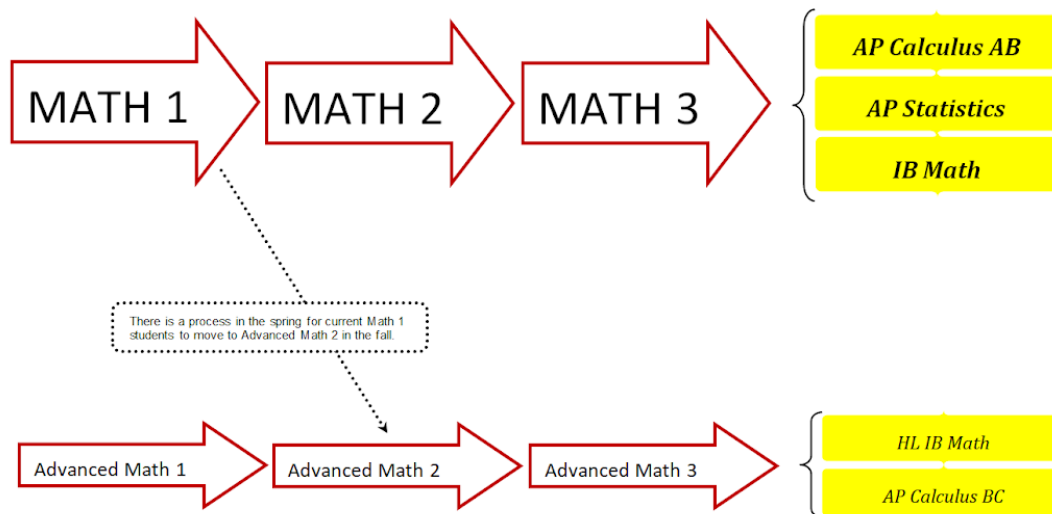 MATH 1
MATH 2
MATH 3
AP Calculus AB
AP Statistics
IB Math
There is a process in the spring for current Math 1
students to move to Advanced Math 2 in the fall.
Advanced Math 1
Advanced Math 2
Advanced Math 3
HL IB Math
AP Calculus BC